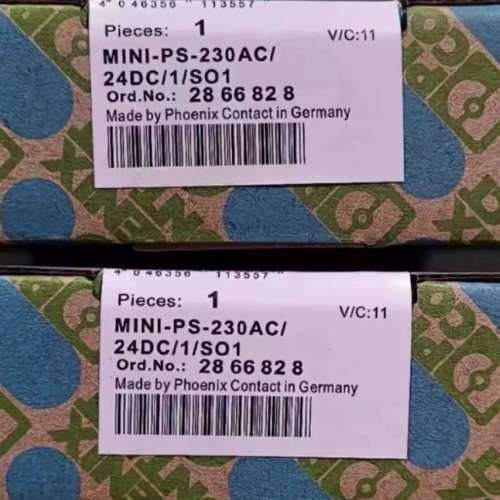 4 046356 113557
Pieces: 1
V/C:11
MINI-PS-230AC/
24DC/1/SO1
Ord.No.: 28 66 82 8
Made by Phoenix Contact in Germany
4 046356 113557
Pieces: 1
V/C:11
MINI-PS-230AC/
24DC/1/SO1
Ord.No.: 28 66 82 8
Made by Phoenix Contact in Germany